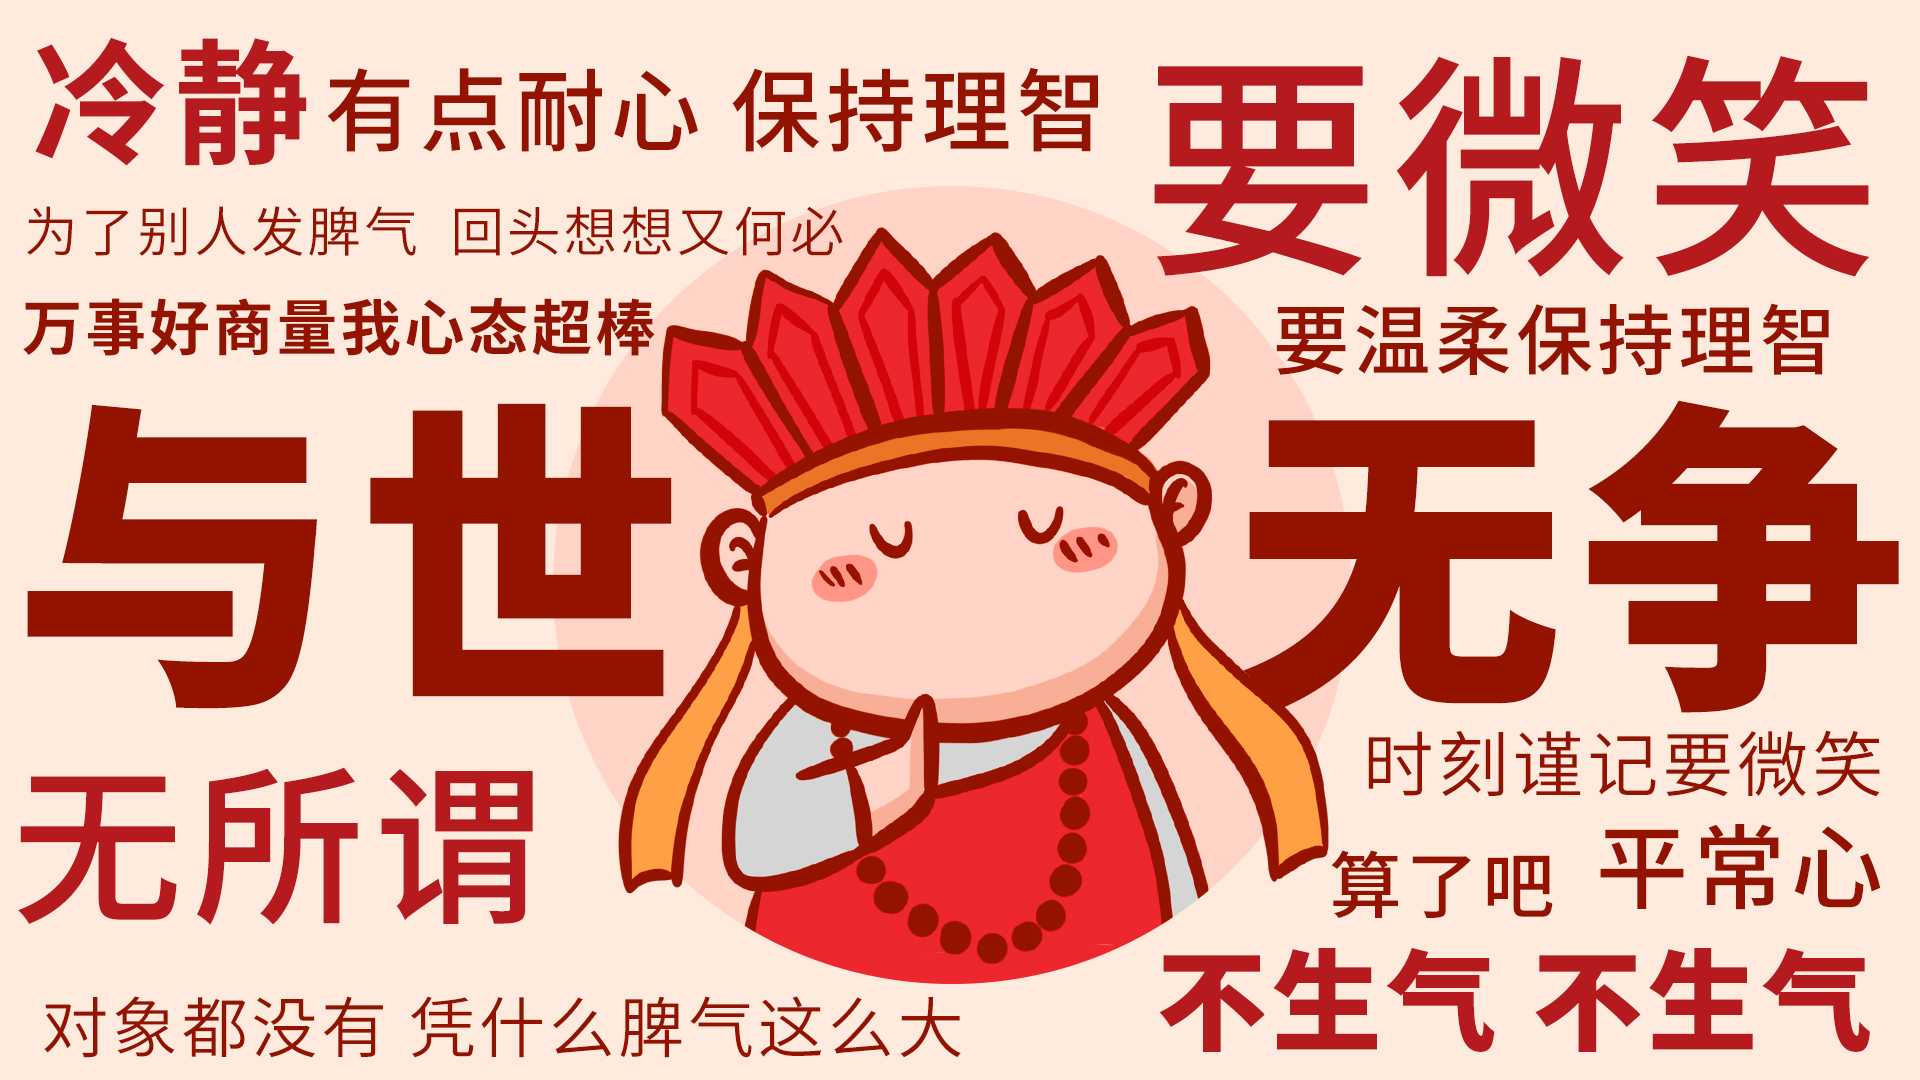 冷静 有点耐心 保持理智
为了别人发脾气 回头想想又何必
万事好商量我心态超棒
要微笑
要温柔保持理智
与世无争
无所谓
时刻谨记要微笑
算了吧 平常心
不生气 不生气
对象都没有 凭什么脾气这么大